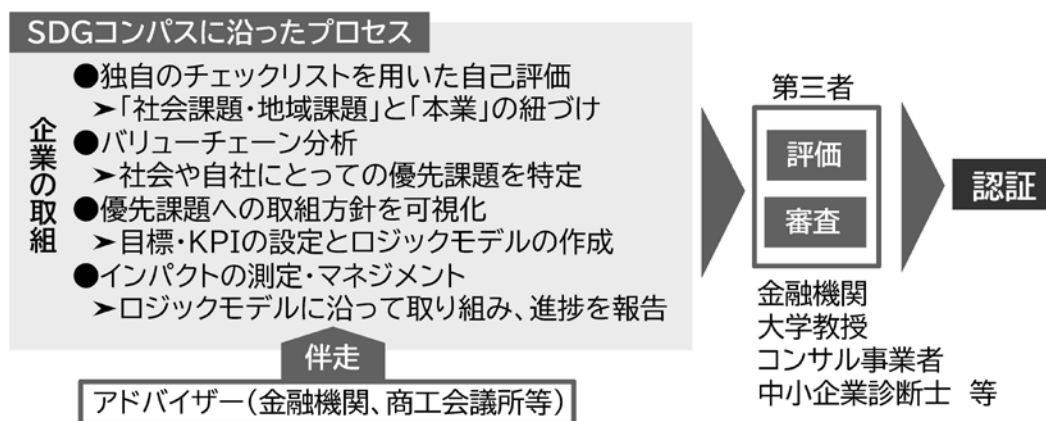 SDGコンパスに沿ったプロセス
企業の取組
●独自のチェックリストを用いた自己評価
➤「社会課題・地域課題」と「本業」の紐づけ
●バリューチェーン分析
➤社会や自社にとっての優先課題を特定
●優先課題への取組方針を可視化
➤目標・KPIの設定とロジックモデルの作成
●インパクトの測定・マネジメント
➤ロジックモデルに沿って取り組み、進捗を報告
伴走
アドバイザー(金融機関、商工会議所等)
第三者
評価
審査
金融機関
大学教授
コンサル事業者
中小企業診断士 等
認証